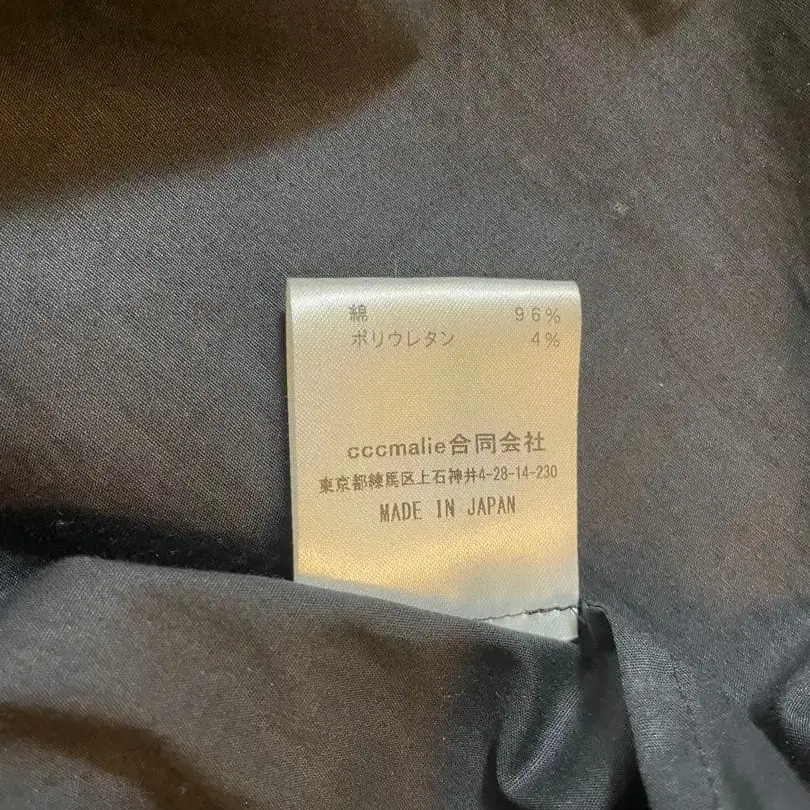 綿 96%
ポリウレタン 4%
cccmalie合同会社
東京都練馬区上石神井4-28-14-230
MADE IN JAPAN